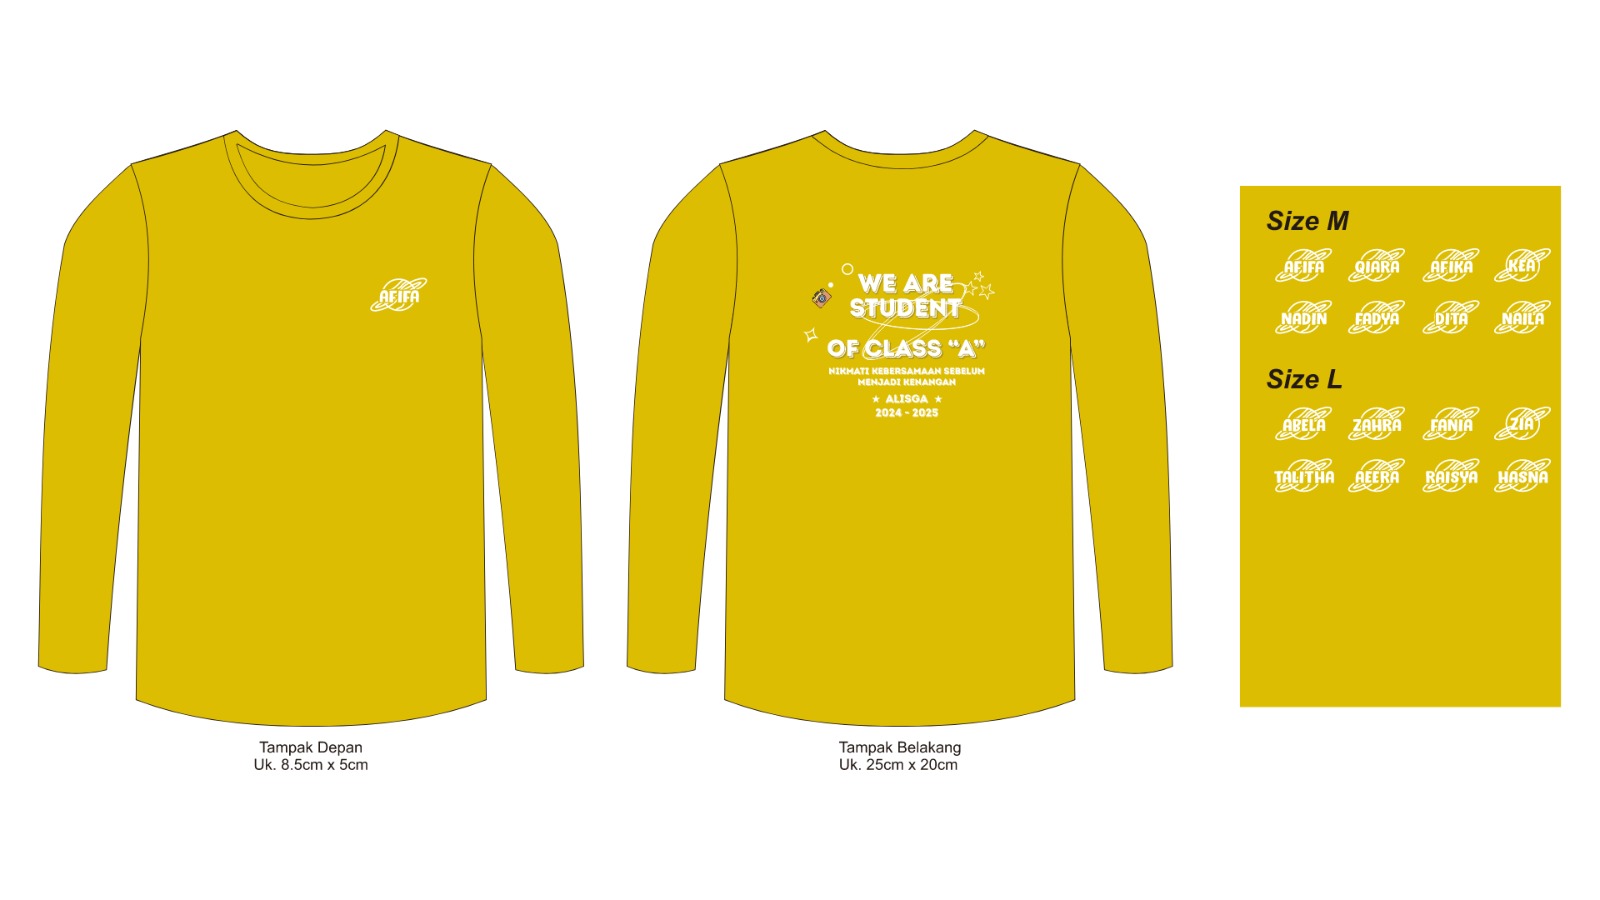 AFIFA
WE ARE
STUDENT
OF CLASS “A”
NIKMATI KEBERSAMAAN SEBELUM
MENJADI KENANGAN
★ ALISGA ★
2024 - 2025
Tampak Depan
Uk. 8.5cm x 5cm
Tampak Belakang
Uk. 25cm x 20cm
Size M
AFIFA QIARA AFIKA KEA
NADIN FADYA DITA NAILA
Size L
ABELA ZAHRA FANIA ZIA
TALITHA AEERA RAISYA HASNA